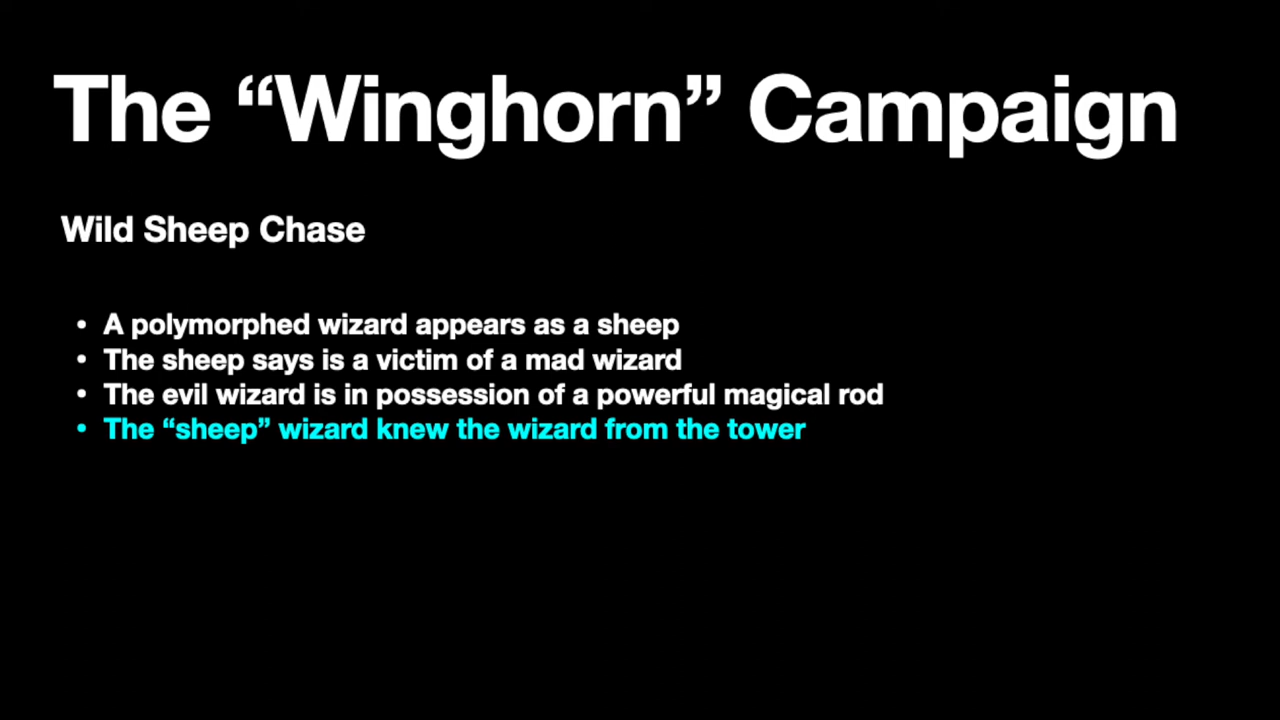 The “Winghorn” Campaign
Wild Sheep Chase
• A polymorphed wizard appears as a sheep
• The sheep says is a victim of a mad wizard
• The evil wizard is in possession of a powerful magical rod
• The “sheep” wizard knew the wizard from the tower